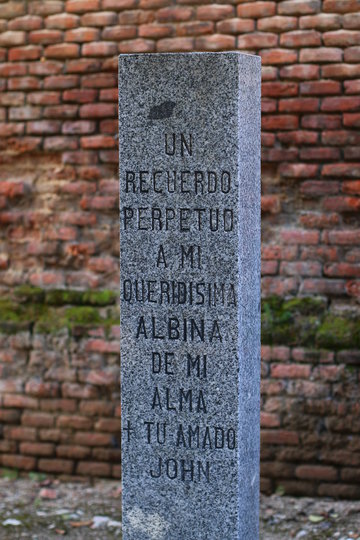 UN
RECUERDO
PERPETUO
A MI
QUERIDISIMA
ALBINA
DE MI
ALMA
+ TU AMADO
JOHN